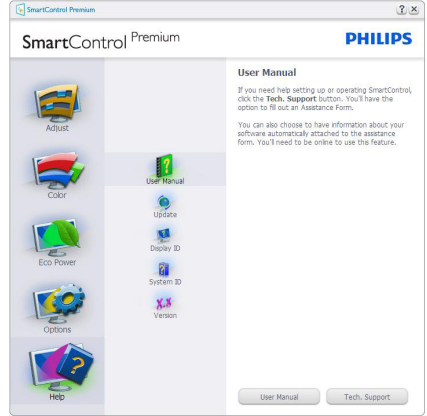 SmartControl Premium
? X
SmartControl Premium
PHILIPS
Adjust
Color
Eco Power
Options
Help
User Manual
Update
Display ID
System ID
X.X
Version
User Manual
If you need help setting up or operating SmartControl,
click the Tech. Support button. You'll have the
option to fill out an Assistance Form.
You can also choose to have information about your
software automatically attached to the assistance
form. You'll need to be online to use this feature.
User Manual
Tech. Support